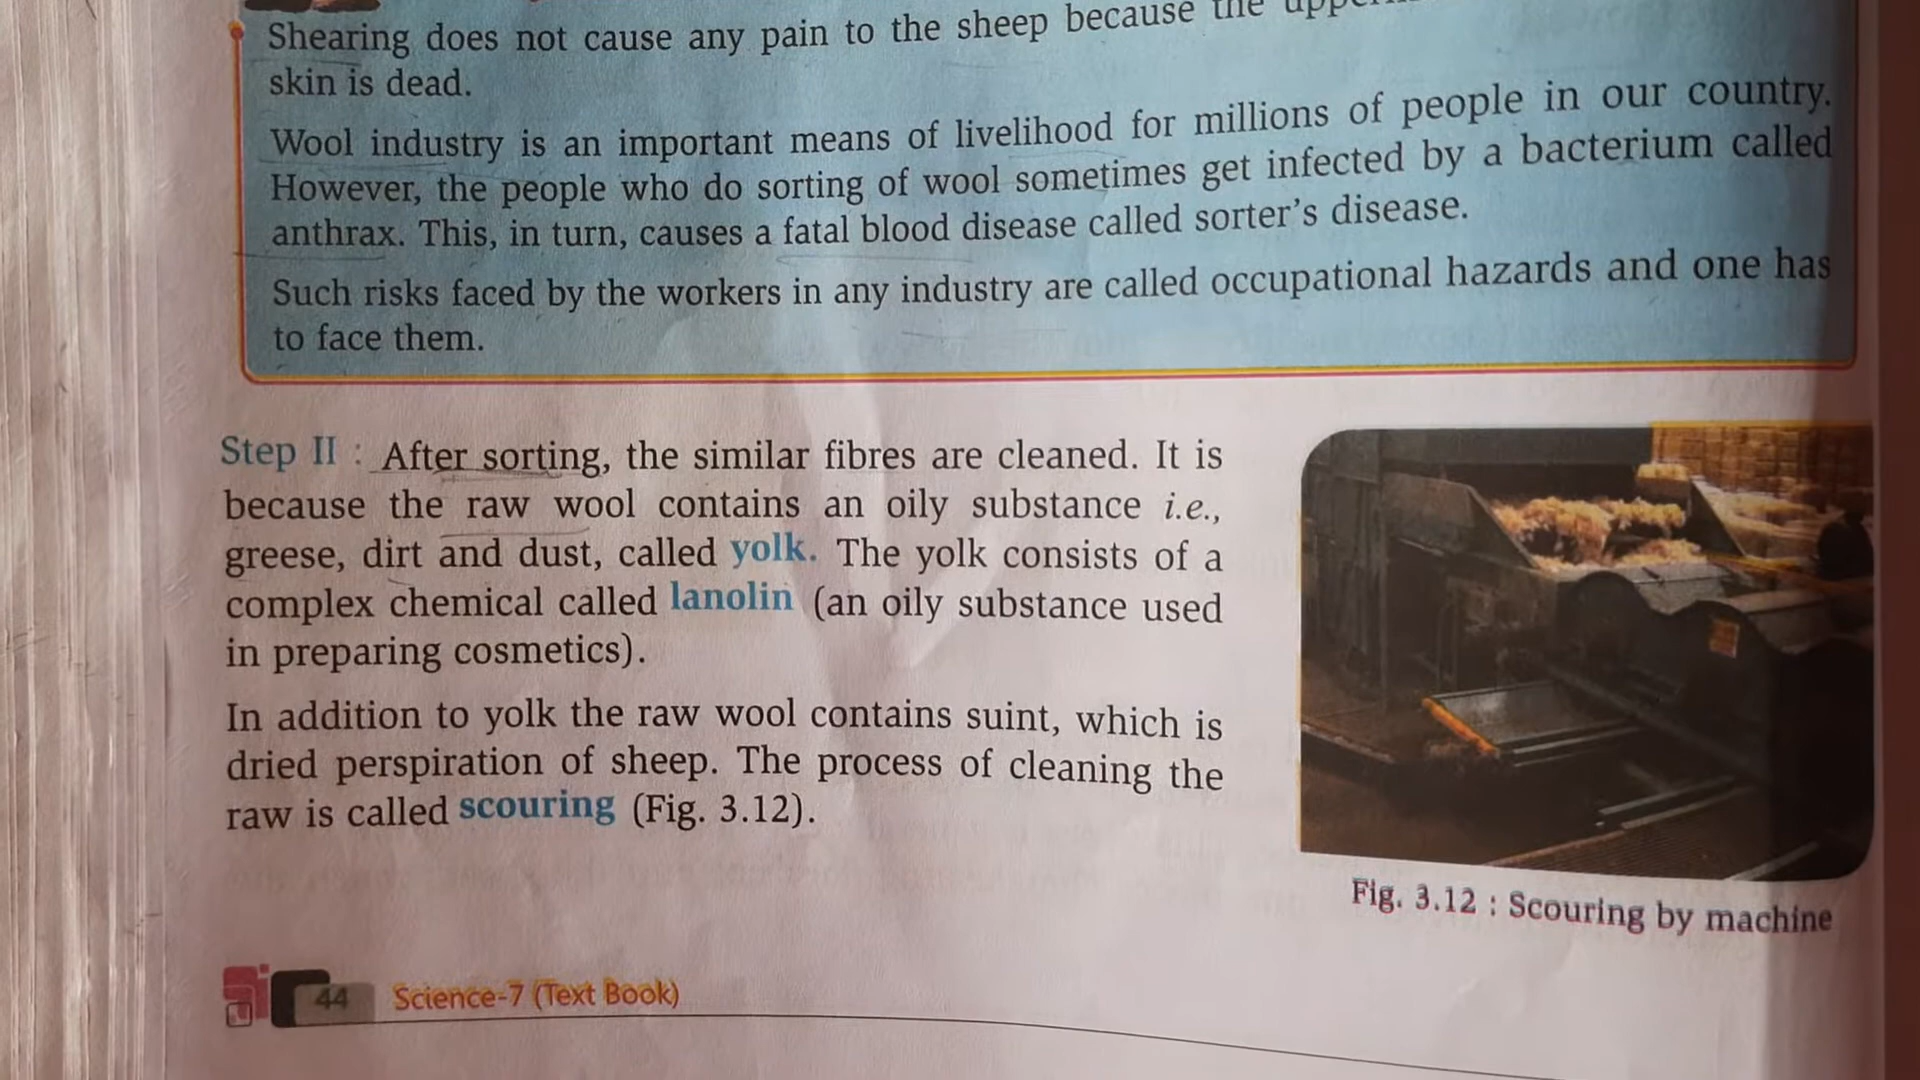 Shearing does not cause any pain to the sheep because the
skin is dead.
Wool industry is an important means of livelihood for millions of people in our country.
However, the people who do sorting of wool sometimes get infected by a bacterium called
anthrax. This, in turn, causes a fatal blood disease called sorter's disease.
Such risks faced by the workers in any industry are called occupational hazards and one has
to face them.
Step II : After sorting, the similar fibres are cleaned. It is
because the raw wool contains an oily substance i.e.,
greese, dirt and dust, called yolk. The yolk consists of a
complex chemical called lanolin (an oily substance used
in preparing cosmetics).
In addition to yolk the raw wool contains suint, which is
dried perspiration of sheep. The process of cleaning the
raw is called scouring (Fig. 3.12).
Fig. 3.12 : Scouring by machine
44 Science-7 (Text Book)